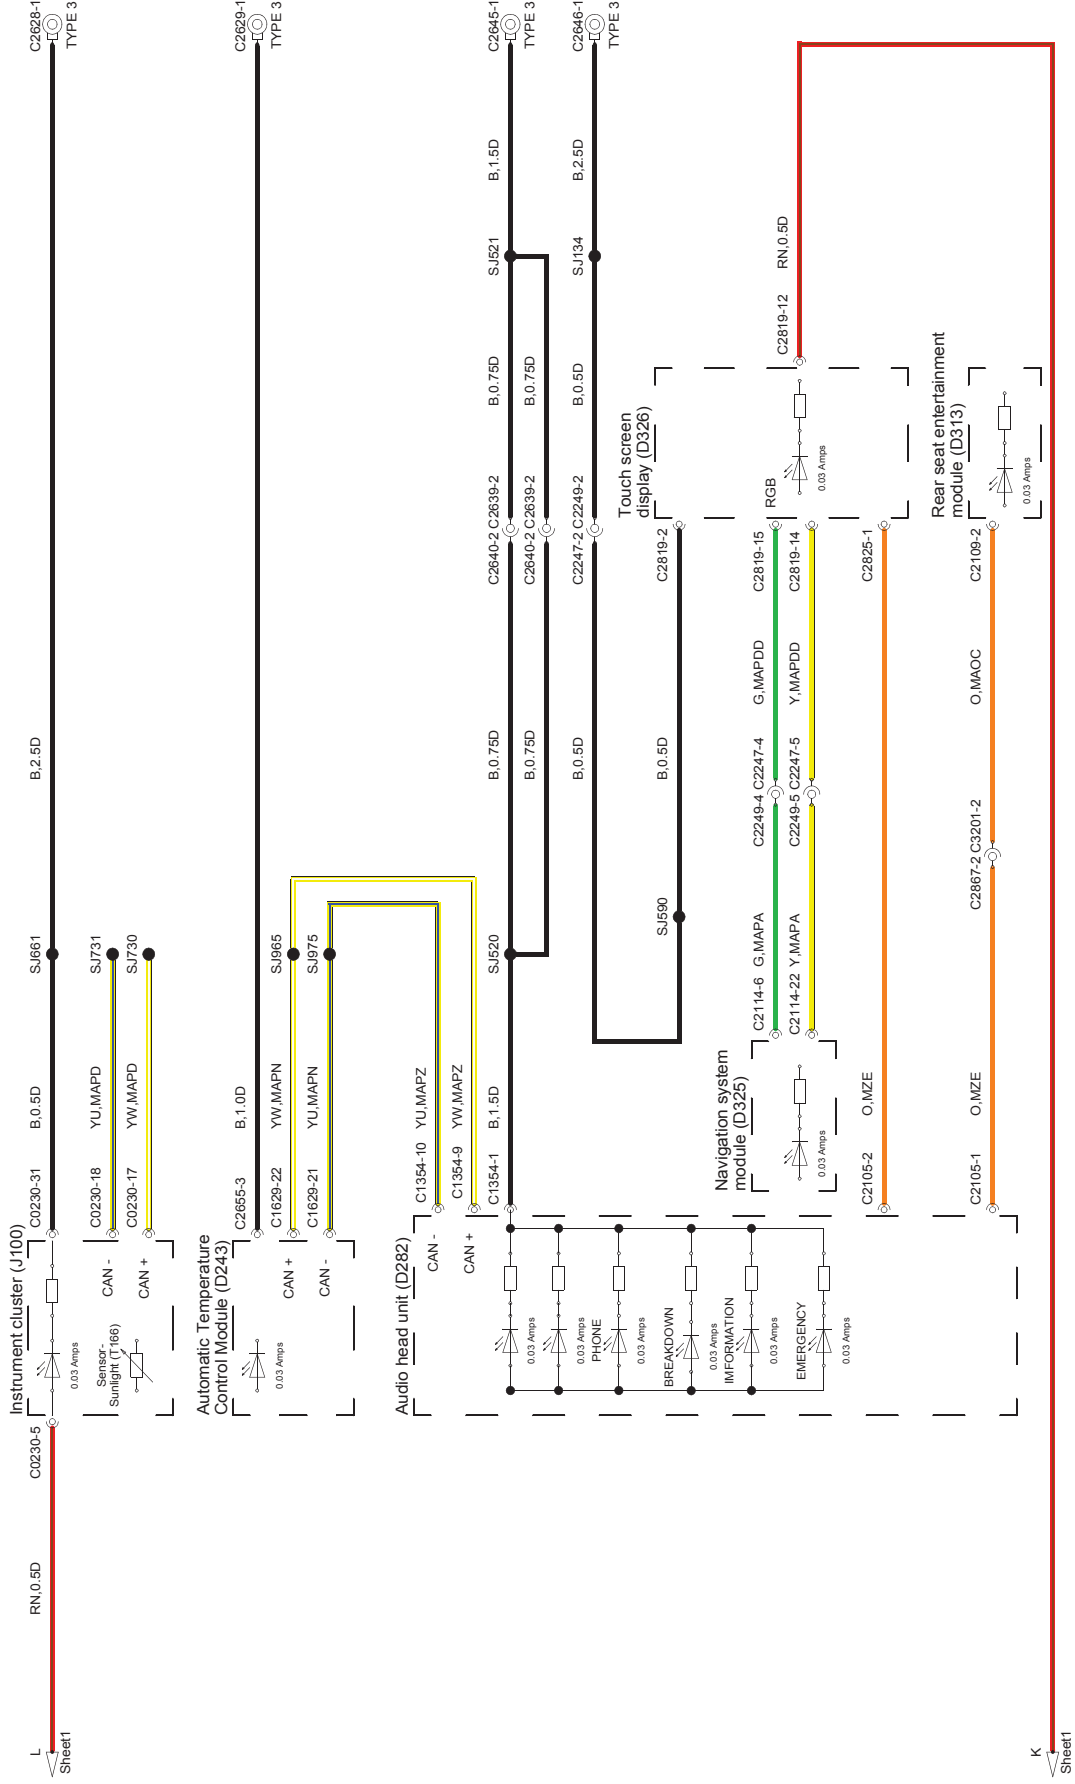 Instrument cluster (J100)
L
Sheet1
RN,0.5D
C0230-5
0.03 Amps
Sensor-
Sunlight (T166)
CAN -
CAN +
C0230-31
B,0.5D
SJ661
B,2.5D
C2628-1
TYPE 3
C0230-18
YU,MAPD
SJ731
C0230-17
YW,MAPD
SJ730
Automatic Temperature
Control Module (D243)
0.03 Amps
CAN +
CAN -
C2655-3
B,1.0D
C2629-1
TYPE 3
C1629-22
YW,MAPN
SJ965
C1629-21
YU,MAPN
SJ975
Audio head unit (D282)
CAN -
CAN +
C1354-10
YU,MAPZ
C1354-9
YW,MAPZ
C1354-1
B,1.5D
SJ520
B,0.75D
C2640-2
C2639-2
B,0.75D
SJ521
B,1.5D
C2645-1
TYPE 3
B,0.75D
C2640-2
C2639-2
B,0.75D
0.03 Amps
0.03 Amps
PHONE
0.03 Amps
BREAKDOWN
0.03 Amps
IMFORMATION
0.03 Amps
EMERGENCY
0.03 Amps
B,0.5D
C2247-2
C2249-2
B,0.5D
SJ134
B,2.5D
C2646-1
TYPE 3
SJ590
B,0.5D
C2819-2
Touch screen
display (D326)
RGB
0.03 Amps
C2819-12
RN,0.5D
Navigation system
module (D325)
0.03 Amps
C2114-6
G,MAPA
C2249-4
C2247-4
G,MAPDD
C2819-15
C2114-22
Y,MAPA
C2249-5
C2247-5
Y,MAPDD
C2819-14
C2105-2
O,MZE
C2825-1
C2105-1
O,MZE
C2867-2
C3201-2
O,MAOC
C2109-2
Rear seat entertainment
module (D313)
0.03 Amps
K
Sheet1